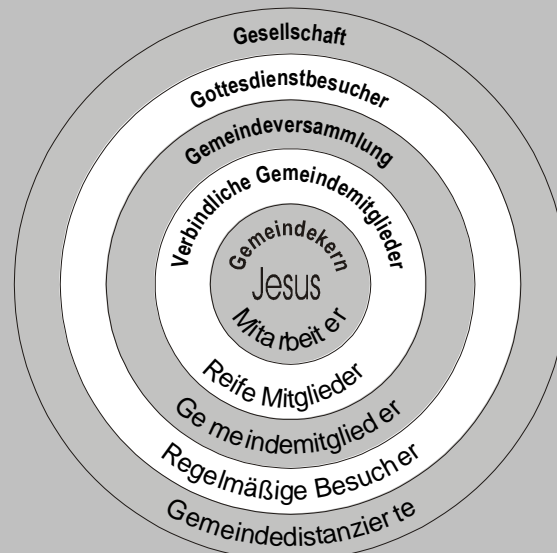 Gesellschaft
Gottesdienstbesucher
Gemeindeversammlung
Verbindliche Gemeindemitglieder
Gemeindekern
Jesus
Mitarbeiter
Reife Mitglieder
Gemeindemitglieder
Regelmäßige Besucher
Gemeindedistanzierte